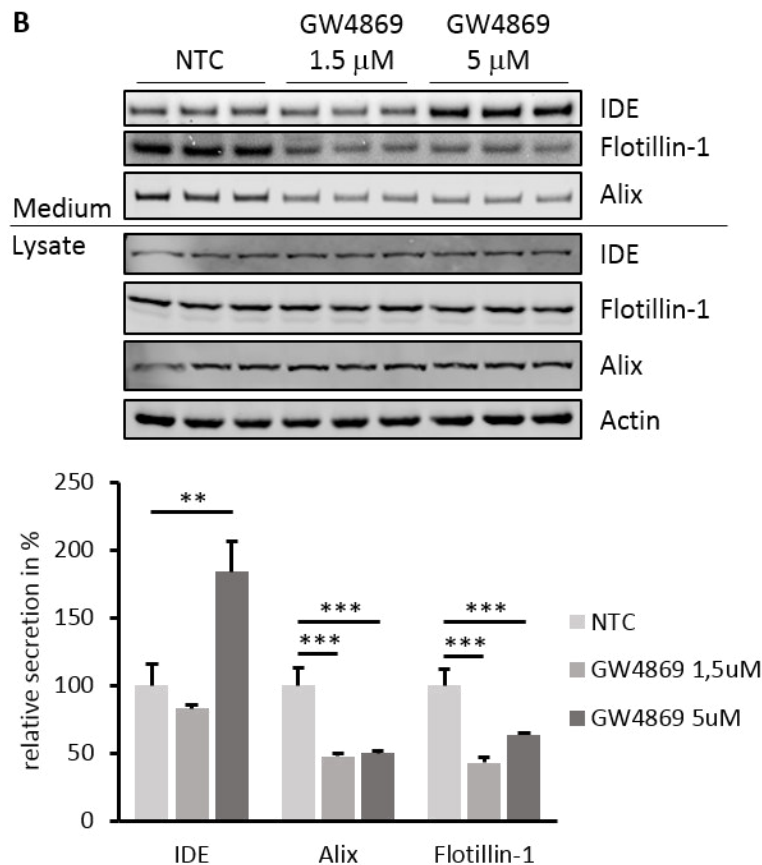 B
NTC
GW4869
1.5 μM
GW4869
5 μM
IDE
Flotillin-1
Alix
Medium
Lysate
IDE
Flotillin-1
Alix
Actin
relative secretion in %
250
200
150
100
50
0
**
***
***
***
***
IDE
Alix
Flotillin-1
NTC
GW4869 1,5uM
GW4869 5uM